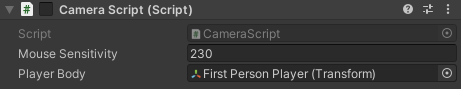 Camera Script (Script)
Script CameraScript
Mouse Sensitivity 230
Player Body First Person Player (Transform)